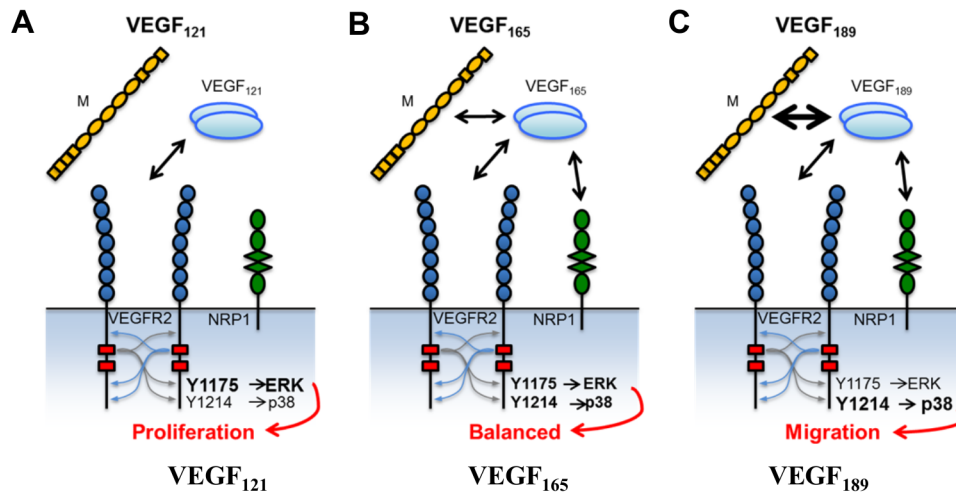 A
VEGF121
M
VEGF121
VEGFR2
NRP1
Y1175 →ERK
Y1214 →p38
Proliferation
VEGF121
B
VEGF165
M
VEGF165
VEGFR2
NRP1
Y1175 →ERK
Y1214 →p38
Balanced
VEGF165
C
VEGF189
M
VEGF189
VEGFR2
NRP1
Y1175 →ERK
Y1214 → p38
Migration
VEGF189